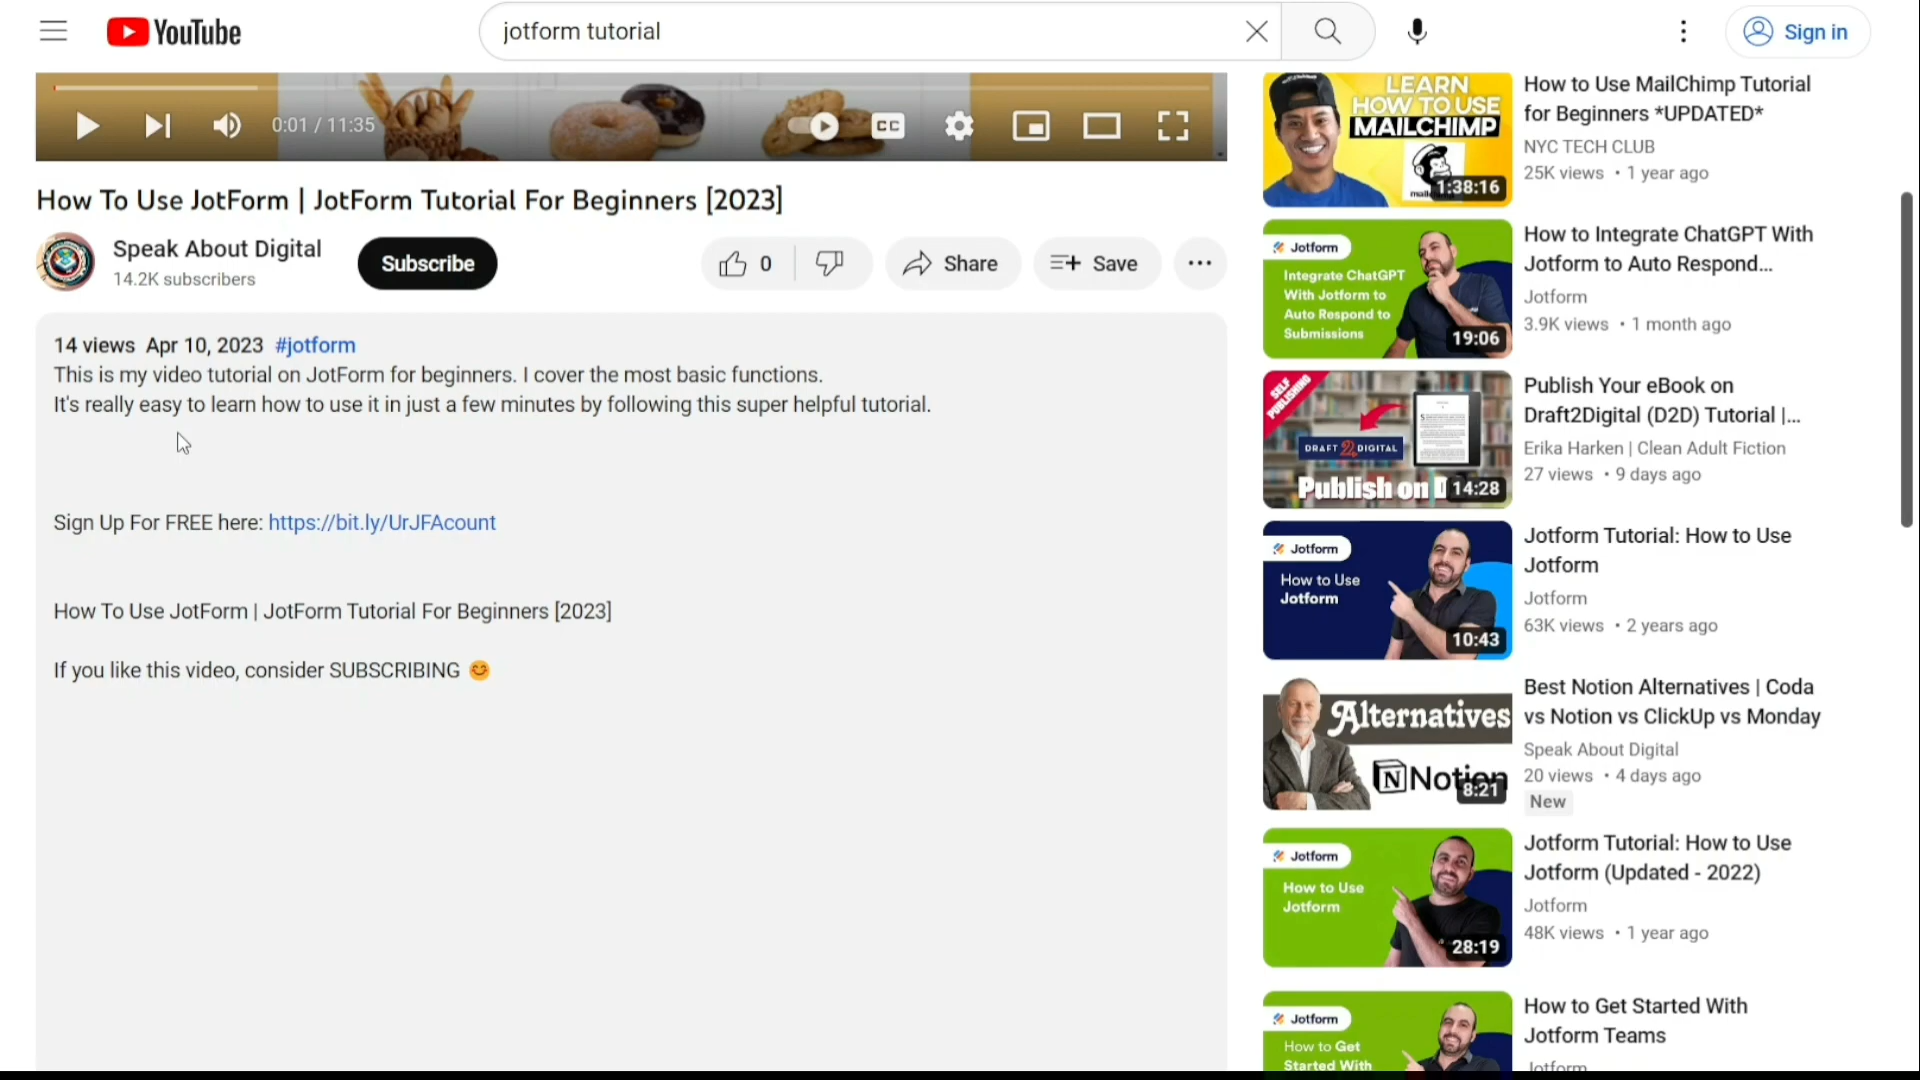 YouTube
jotform tutorial
Sign in
0:01 / 11:35
CC
How To Use JotForm | JotForm Tutorial For Beginners [2023]
Speak About Digital
14.2K subscribers
Subscribe
0
Share
Save
14 views Apr 10, 2023 #jotform
This is my video tutorial on JotForm for beginners. I cover the most basic functions.
It's really easy to learn how to use it in just a few minutes by following this super helpful tutorial.
Sign Up For FREE here: https://bit.ly/UrJFAcount
How To Use JotForm | JotForm Tutorial For Beginners [2023]
If you like this video, consider SUBSCRIBING 😊
LEARN
HOW TO USE
MAILCHIMP
1:38:16
How to Use MailChimp Tutorial
for Beginners *UPDATED*
NYC TECH CLUB
25K views • 1 year ago
Jotform
Integrate ChatGPT
With Jotform to
Auto Respond to
Submissions
19:06
How to Integrate ChatGPT With
Jotform to Auto Respond...
Jotform
3.9K views • 1 month ago
SELF
PUBLISHING
DRAFT 2 DIGITAL
Publish on D
14:28
Publish Your eBook on
Draft2Digital (D2D) Tutorial |...
Erika Harken | Clean Adult Fiction
27 views • 9 days ago
Jotform
How to Use
Jotform
10:43
Jotform Tutorial: How to Use
Jotform
Jotform
63K views • 2 years ago
Alternatives
Notion
8:21
Best Notion Alternatives | Coda
vs Notion vs ClickUp vs Monday
Speak About Digital
20 views • 4 days ago
New
Jotform
How to Use
Jotform
28:19
Jotform Tutorial: How to Use
Jotform (Updated - 2022)
Jotform
48K views • 1 year ago
Jotform
How to Get
Started With
How to Get Started With
Jotform Teams
Jotform